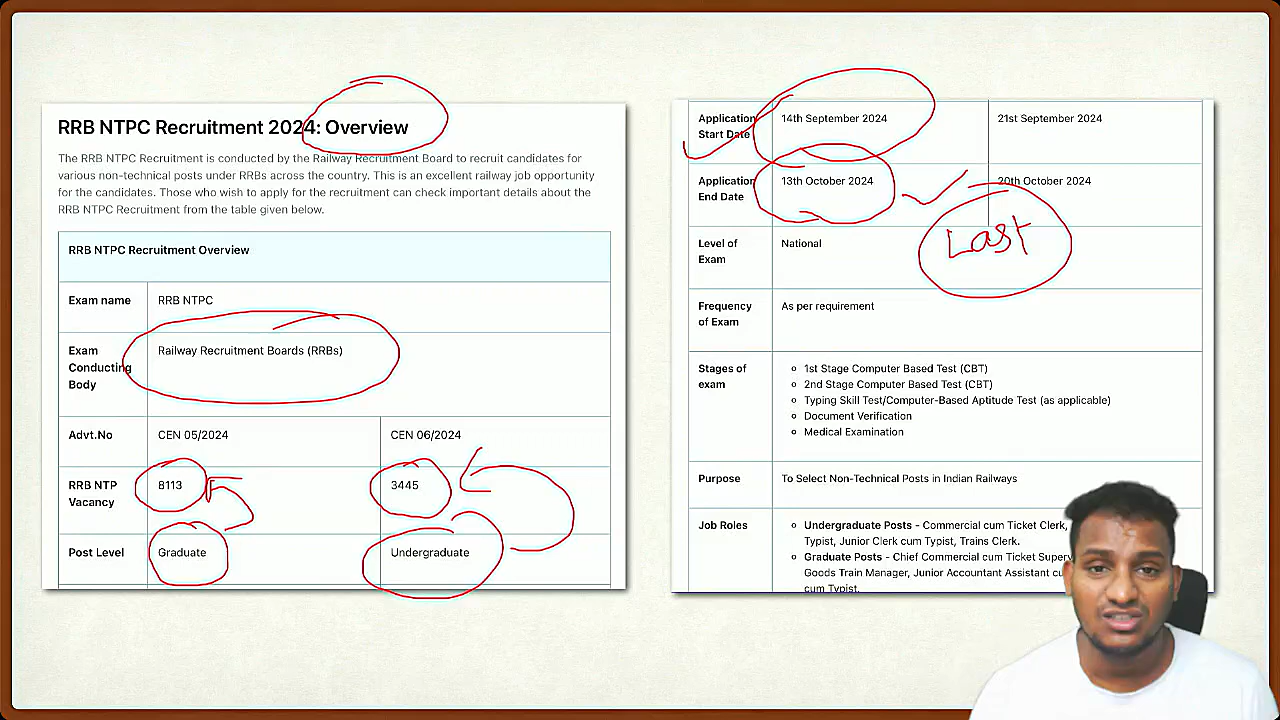 RRB NTPC Recruitment 2024: Overview
The RRB NTPC Recruitment is conducted by the Railway Recruitment Board to recruit candidates for
various non-technical posts under RRBs across the country. This is an excellent railway job opportunity
for the candidates. Those who wish to apply for the recruitment can check important details about the
RRB NTPC Recruitment from the table given below.
RRB NTPC Recruitment Overview
Exam name RRB NTPC
Exam Conducting Body Railway Recruitment Boards (RRBs)
Advt.No CEN 05/2024 CEN 06/2024
RRB NTP Vacancy 8113 3445
Post Level Graduate Undergraduate
Application Start Date 14th September 2024 21st September 2024
Application End Date 13th October 2024 20th October 2024
Last
Level of Exam National
Frequency of Exam As per requirement
Stages of exam
1st Stage Computer Based Test (CBT)
2nd Stage Computer Based Test (CBT)
Typing Skill Test/Computer-Based Aptitude Test (as applicable)
Document Verification
Medical Examination
Purpose To Select Non-Technical Posts in Indian Railways
Job Roles
Undergraduate Posts - Commercial cum Ticket Clerk,
Typist, Junior Clerk cum Typist, Trains Clerk.
Graduate Posts - Chief Commercial cum Ticket
Goods Train Manager, Junior Accountant Assistant
cum Typist.